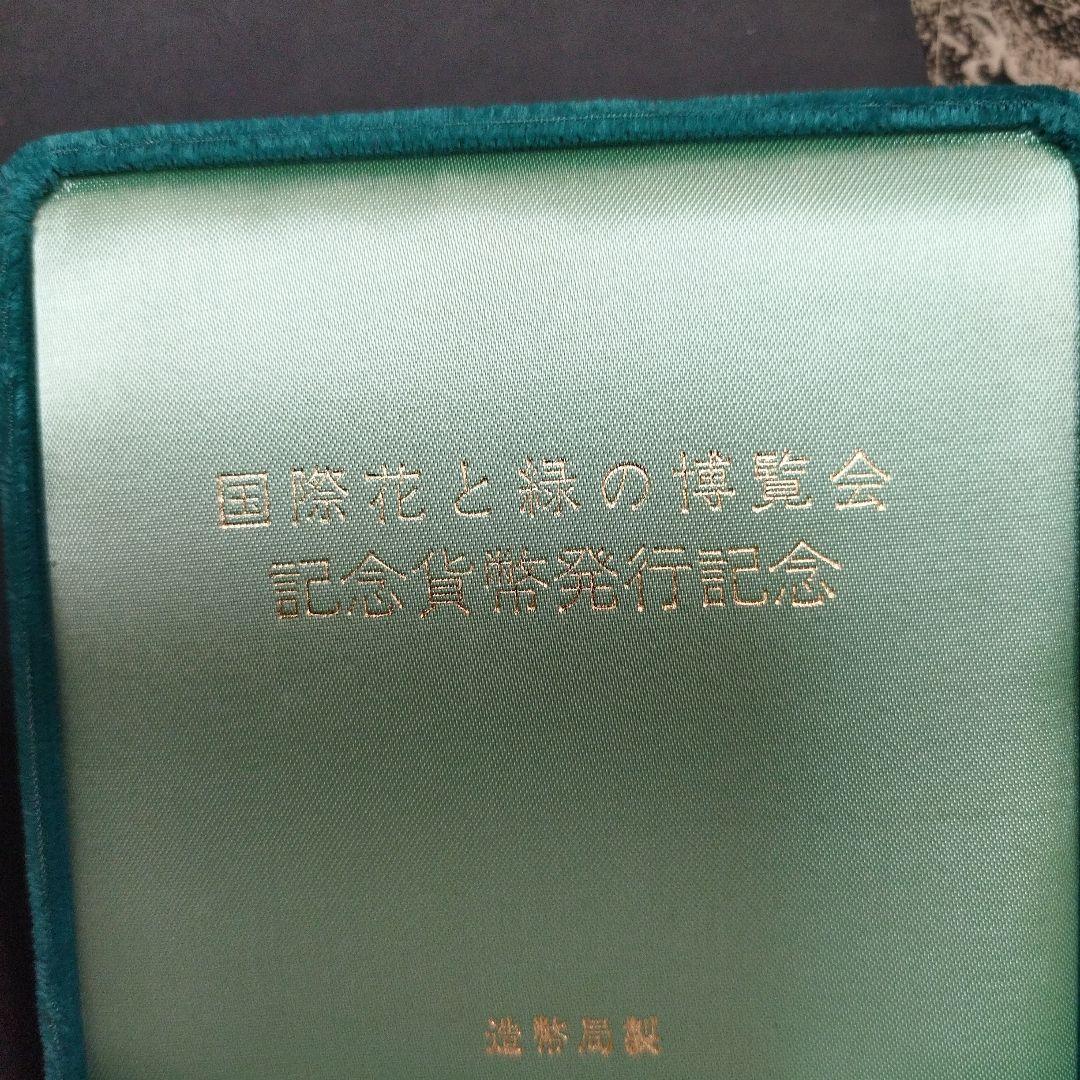 国際花と緑の博覧会
記念貨幣発行記念
造幣局製